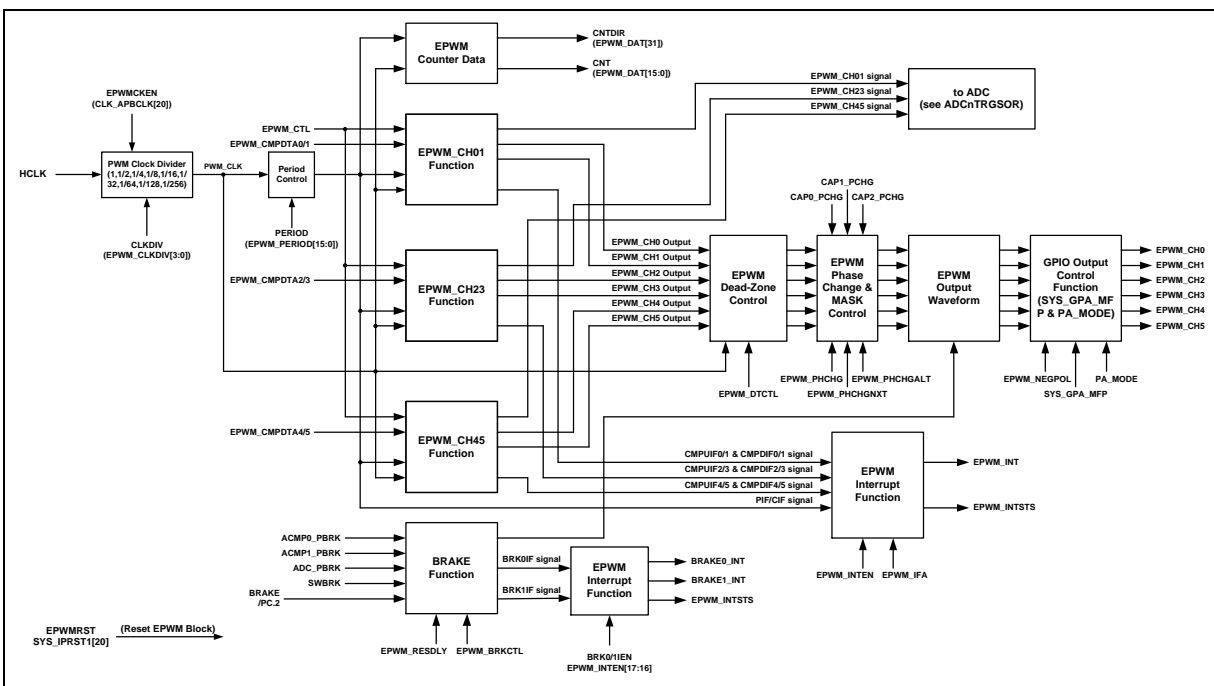 EPWM
Counter Data
CNTDIR
(EPWM_DAT[31])
CNT
(EPWM_DAT[15:0])
EPWMCKEN
(CLK_APBCLK[20])
EPWM_CTL
EPWM_CMPDTA0/1
HCLK
PWM Clock Divider
(1,1/2,1/4,1/8,1/16,1/
32,1/64,1/128,1/256)
PWM_CLK
Period
Control
CLKDIV
(EPWM_CLKDIV[3:0])
PERIOD
(EPWM_PERIOD[15:0])
EPWM_CH01
Function
EPWM_CH01 signal
EPWM_CH23 signal
EPWM_CH45 signal
to ADC
(see ADCnTRGSOR)
EPWM_CMPDTA2/3
EPWM_CH23
Function
EPWM_CH0 Output
EPWM_CH1 Output
EPWM_CH2 Output
EPWM_CH3 Output
EPWM_CH4 Output
EPWM_CH5 Output
EPWM
Dead-Zone
Control
EPWM_DTCTL
CAP1_PCHG
CAP0_PCHG
CAP2_PCHG
EPWM
Phase
Change &
MASK
Control
EPWM_PHCHG
EPWM_PHCHGALT
EPWM_PHCHGNXT
EPWM
Output
Waveform
GPIO Output
Control
Function
(SYS_GPA_MF
P & PA_MODE)
EPWM_NEGPOL
PA_MODE
SYS_GPA_MFP
EPWM_CH0
EPWM_CH1
EPWM_CH2
EPWM_CH3
EPWM_CH4
EPWM_CH5
EPWM_CMPDTA4/5
EPWM_CH45
Function
CMPUIF0/1 & CMPDIF0/1 signal
CMPUIF2/3 & CMPDIF2/3 signal
CMPUIF4/5 & CMPDIF4/5 signal
PIF/CIF signal
EPWM
Interrupt
Function
EPWM_INT
EPWM_INTSTS
EPWM_INTEN
EPWM_IFA
ACMP0_PBRK
ACMP1_PBRK
ADC_PBRK
SWBRK
BRAKE
/PC.2
BRAKE
Function
EPWM_RESDLY
EPWM_BRKCTL
BRK0IF signal
BRK1IF signal
EPWM
Interrupt
Function
BRAKE0_INT
BRAKE1_INT
EPWM_INTSTS
BRK0/1IEN
EPWM_INTEN[17:16]
EPWMRST
SYS_IPRST1[20]
(Reset EPWM Block)